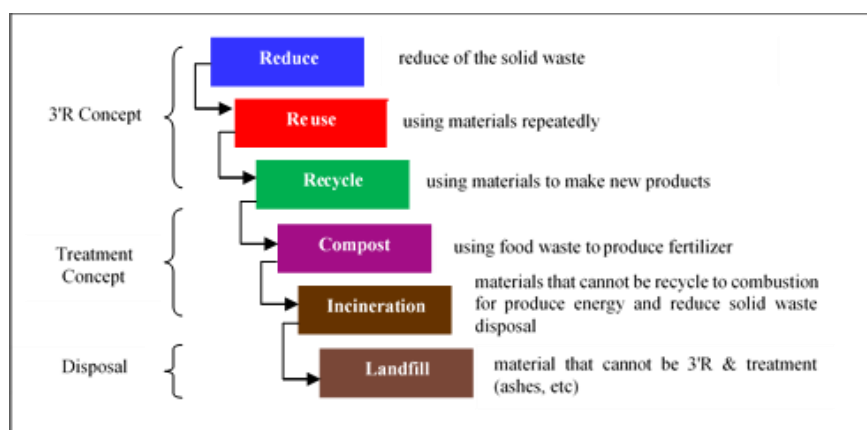 Reduce
reduce of the solid waste
3'R Concept
Reuse
using materials repeatedly
Recycle
using materials to make new products
Treatment
Concept
Compost
using food waste to produce fertilizer
Incineration
materials that cannot be recycle to combustion
for produce energy and reduce solid waste
disposal
Disposal
Landfill
material that cannot be 3'R & treatment
(ashes, etc)